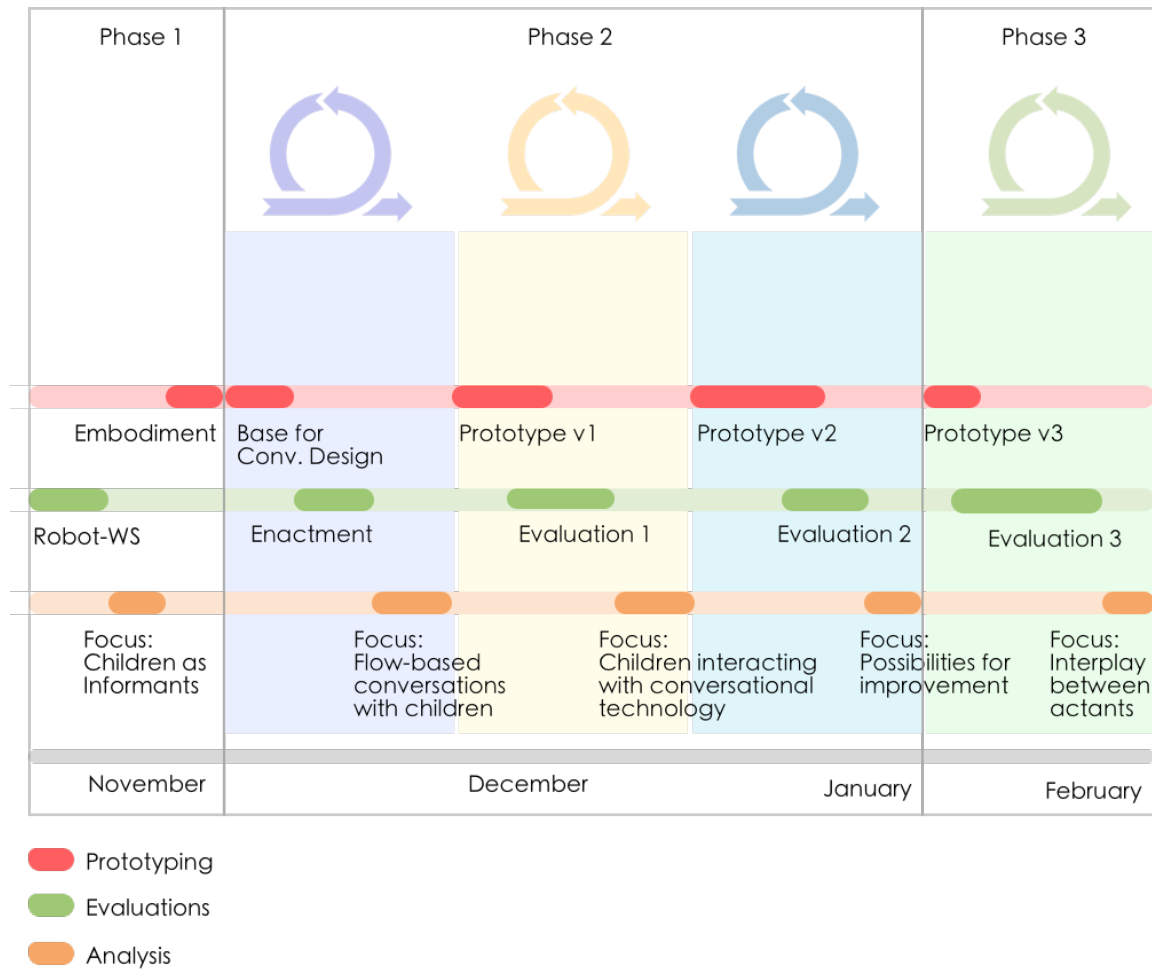 Phase 1
Phase 2
Phase 3
Embodiment
Base for
Conv. Design
Prototype v1
Prototype v2
Prototype v3
Robot-WS
Enactment
Evaluation 1
Evaluation 2
Evaluation 3
Focus:
Children as
Informants
Focus:
Flow-based
conversations
with children
Focus:
Children interacting
with conversational
technology
Focus:
Possibilities for
improvement
Focus:
Interplay
between
actants
November
December
January
February
Prototyping
Evaluations
Analysis